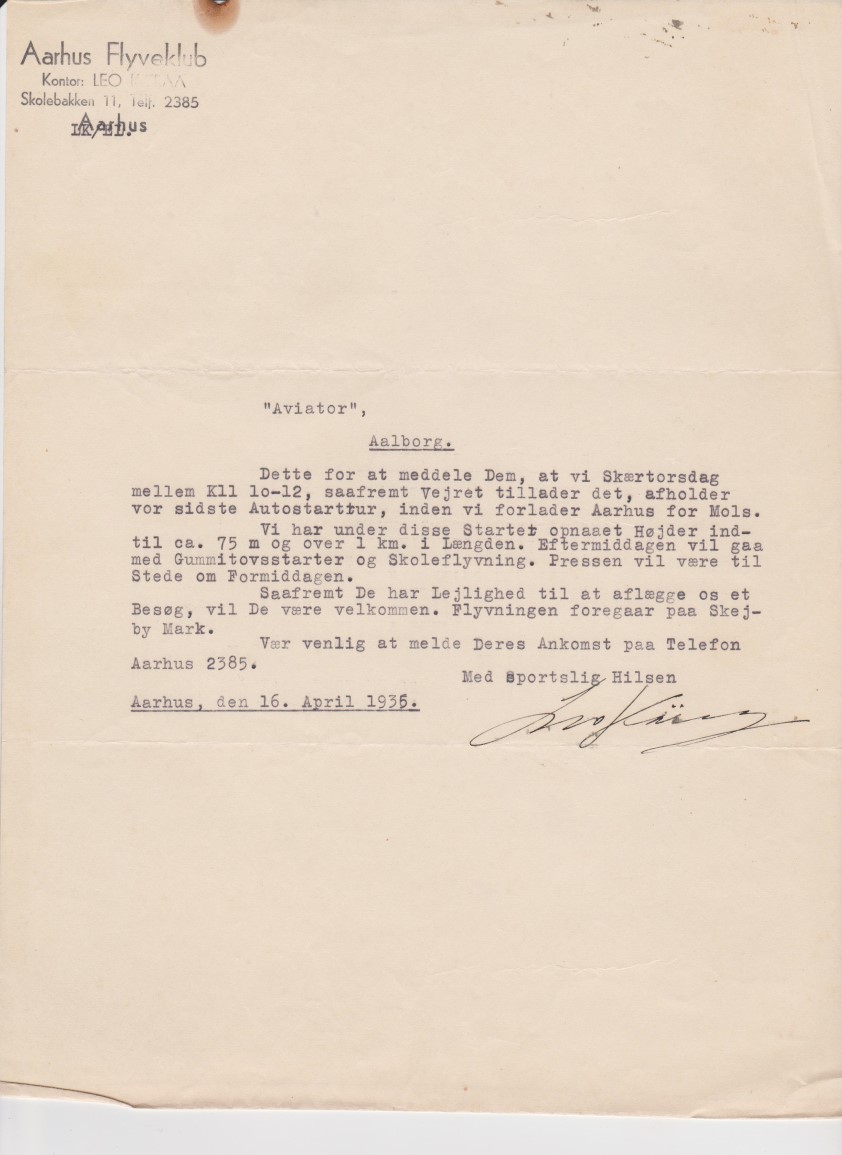 Aarhus Flyveklub
Kontor: LEO
Skolebakken 11, Telf. 2385
Aarhus
LK/EL.
"Aviator",
Aalborg.
Dette for at meddele Dem, at vi Skærtorsdag
mellem Kll 10-12, saafremt Vejret tillader det, afholder
vor sidste Autostarttur, inden vi forlader Aarhus for Mols.
Vi har under disse Startet opnaaet Højder ind-
til ca. 75 m og over 1 km. i Længden. Eftermiddagen vil gaa
med Gummitovsstarter og Skoleflyvning. Pressen vil være til
Stede om Formiddagen.
Saafremt De har Lejlighed til at aflægge os et
Besøg, vil De være velkommen. Flyvningen foregaar paa Skej-
by Mark.
Vær venlig at melde Deres Ankomst paa Telefon
Aarhus 2385.
Med Sportslig Hilsen
Aarhus, den 16. April 1935.
Leo